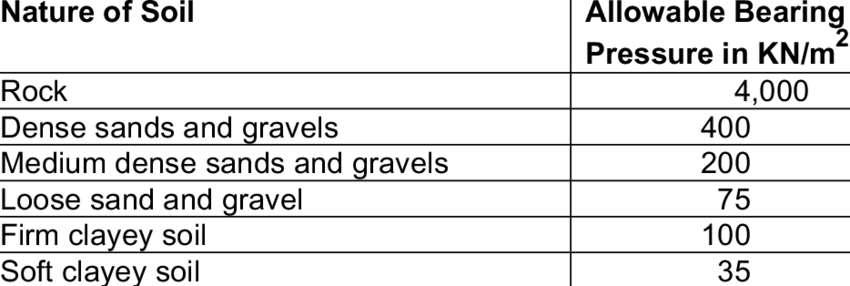 Nature of Soil Allowable Bearing
Pressure in KN/m2
Rock 4,000
Dense sands and gravels 400
Medium dense sands and gravels 200
Loose sand and gravel 75
Firm clayey soil 100
Soft clayey soil 35